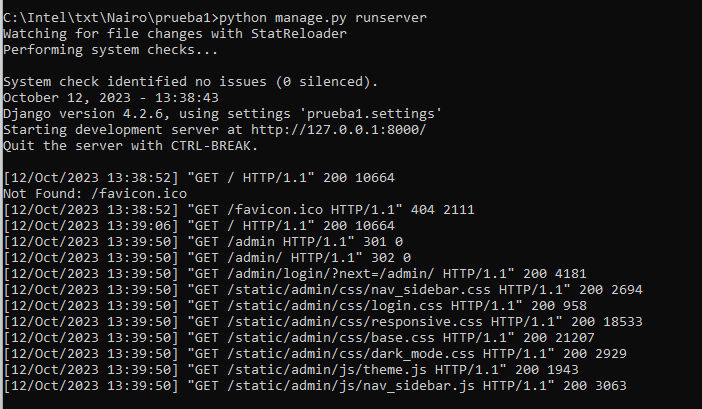 C:\Intel\txt\Nairo\prueba1>python manage.py runserver
Watching for file changes with StatReloader
Performing system checks...
System check identified no issues (0 silenced).
October 12, 2023 - 13:38:43
Django version 4.2.6, using settings 'prueba1.settings'
Starting development server at http://127.0.0.1:8000/
Quit the server with CTRL-BREAK.
[12/Oct/2023 13:38:52] "GET / HTTP/1.1" 200 10664
Not Found: /favicon.ico
[12/Oct/2023 13:38:52] "GET /favicon.ico HTTP/1.1" 404 2111
[12/Oct/2023 13:39:06] "GET / HTTP/1.1" 200 10664
[12/Oct/2023 13:39:50] "GET /admin HTTP/1.1" 301 0
[12/Oct/2023 13:39:50] "GET /admin/ HTTP/1.1" 302 0
[12/Oct/2023 13:39:50] "GET /admin/login/?next=/admin/ HTTP/1.1" 200 4181
[12/Oct/2023 13:39:50] "GET /static/admin/css/nav_sidebar.css HTTP/1.1" 200 2694
[12/Oct/2023 13:39:50] "GET /static/admin/css/login.css HTTP/1.1" 200 958
[12/Oct/2023 13:39:50] "GET /static/admin/css/responsive.css HTTP/1.1" 200 18533
[12/Oct/2023 13:39:50] "GET /static/admin/css/base.css HTTP/1.1" 200 21207
[12/Oct/2023 13:39:50] "GET /static/admin/css/dark_mode.css HTTP/1.1" 200 2929
[12/Oct/2023 13:39:50] "GET /static/admin/js/theme.js HTTP/1.1" 200 1943
[12/Oct/2023 13:39:50] "GET /static/admin/js/nav_sidebar.js HTTP/1.1" 200 3063